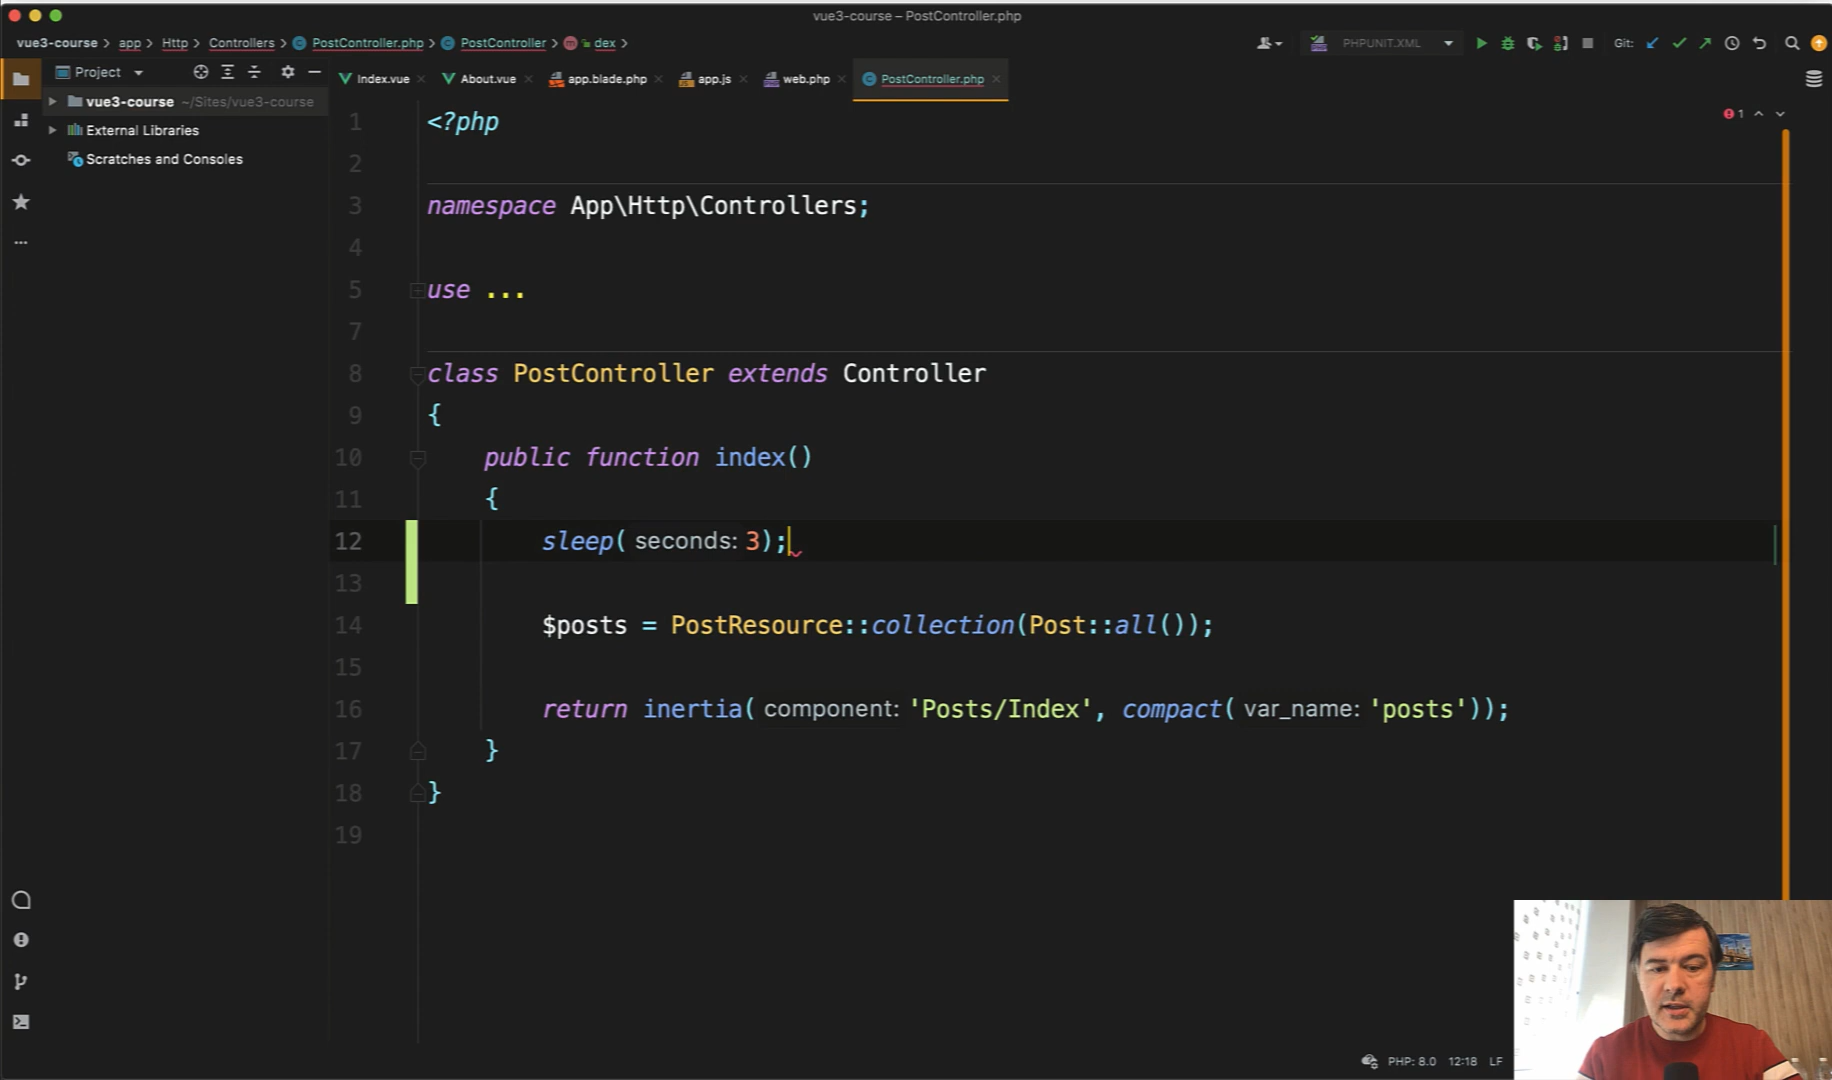 vue3-course – PostController.php
vue3-course app Http Controllers PostController.php PostController dex
PHPUNIT.XML Git:
Project Index.vue About.vue app.blade.php app.js web.php PostController.php
vue3-course ~/Sites/vue3-course
External Libraries
Scratches and Consoles
1
1 <?php
2
3 namespace App\Http\Controllers;
4
5 use ...
7
8 class PostController extends Controller
9 {
10 public function index()
11 {
12 sleep( seconds: 3);
13
14 $posts = PostResource::collection(Post::all());
15
16 return inertia( component: 'Posts/Index', compact( var_name: 'posts'));
17 }
18 }
19
PHP: 8.0 12:18 LF